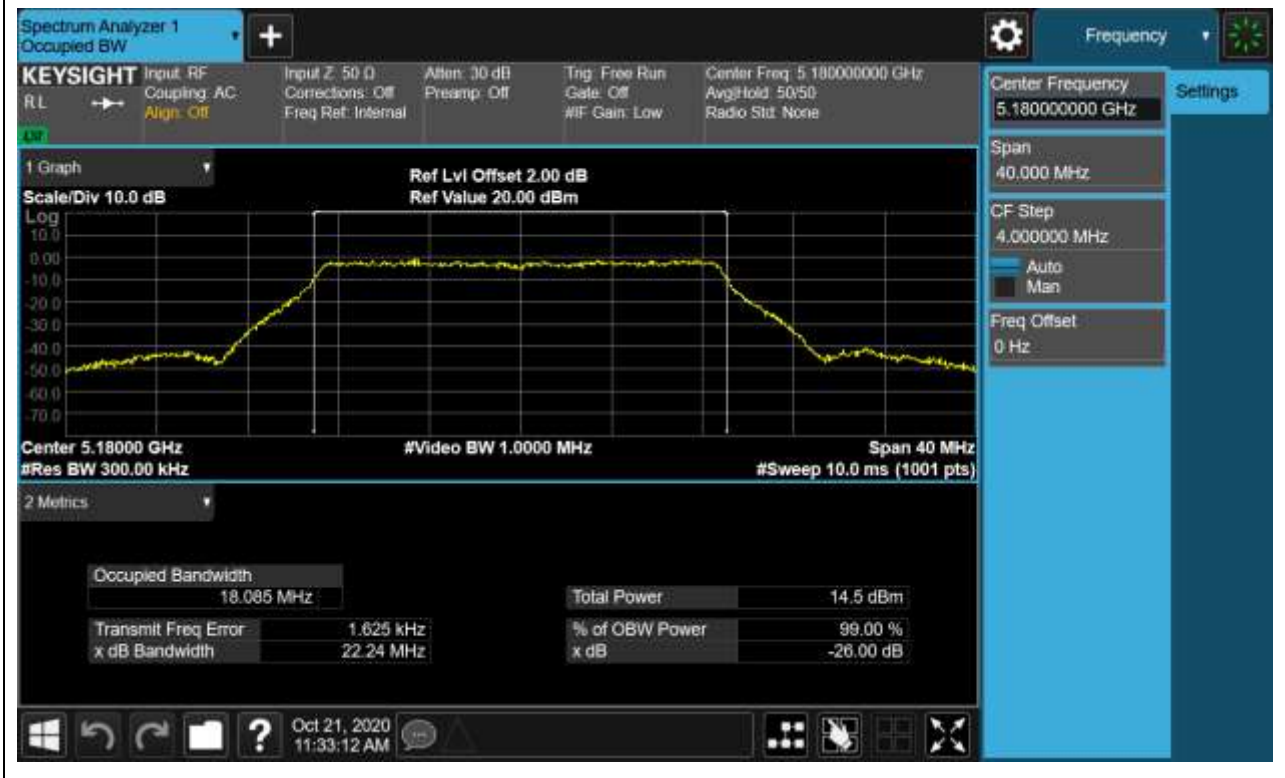 Spectrum Analyzer 1
Occupied BW
+
Frequency
KEYSIGHT
RL
Input: RF
Coupling: AC
Align: Off
Input Z: 50 Ω
Corrections: Off
Freq Ref: Internal
Atten: 30 dB
Preamp: Off
Trig: Free Run
Gate: Off
#IF Gain: Low
Center Freq: 5.180000000 GHz
Avg|Hold: 50/50
Radio Std: None
Center Frequency
5.180000000 GHz
Settings
Span
40.000 MHz
CF Step
4.000000 MHz
Auto
Man
Freq Offset
0 Hz
1 Graph
Scale/Div 10.0 dB
Ref Lvl Offset 2.00 dB
Ref Value 20.00 dBm
Log
10.0
0.00
-10.0
-20.0
-30.0
-40.0
-50.0
-60.0
-70.0
Center 5.18000 GHz
#Video BW 1.0000 MHz
Span 40 MHz
#Res BW 300.00 kHz
#Sweep 10.0 ms (1001 pts)
2 Metrics
Occupied Bandwidth
18.085 MHz
Total Power 14.5 dBm
Transmit Freq Error 1.625 kHz
% of OBW Power 99.00 %
x dB Bandwidth 22.24 MHz
x dB -26.00 dB
?
Oct 21, 2020
11:33:12 AM